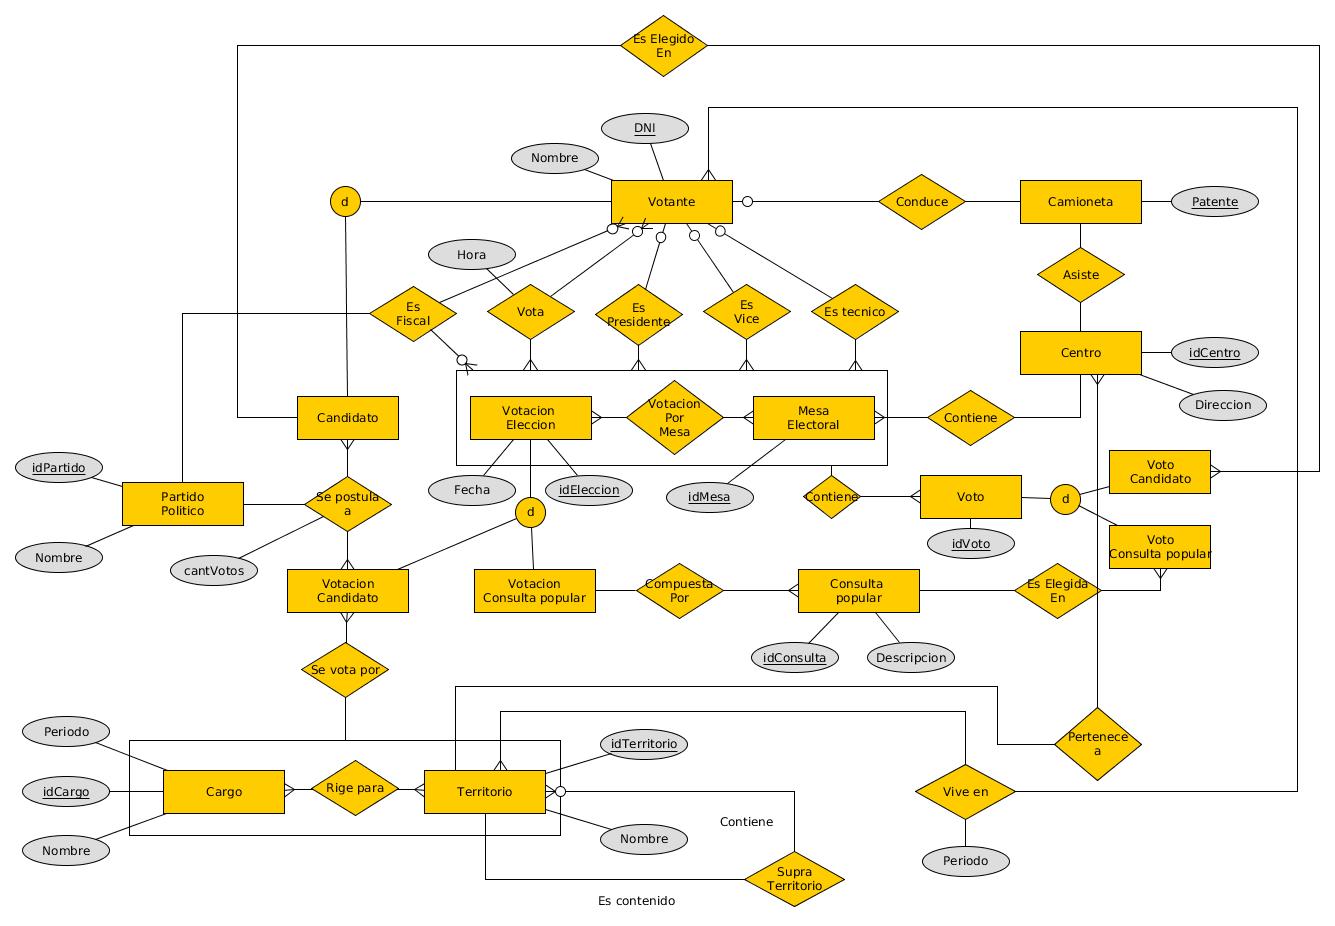 Es Elegido
En
DNI
Nombre
d
Votante
Conduce
Camioneta
Patente
Hora
Asiste
Es
Fiscal
Vota
Es
Presidente
Es
Vice
Es tecnico
Centro
idCentro
Direccion
Candidato
Votacion
Eleccion
Votacion
Por
Mesa
Mesa
Electoral
Contiene
idPartido
Partido
Politico
Se postula
a
Fecha
idEleccion
idMesa
Contiene
Voto
d
Voto
Candidato
d
Nombre
cantVotos
idVoto
Voto
Consulta popular
Votacion
Candidato
Votacion
Consulta popular
Compuesta
Por
Consulta
popular
Es Elegida
En
idConsulta
Descripcion
Se vota por
Periodo
idTerritorio
Pertenece
a
idCargo
Cargo
Rige para
Territorio
Vive en
Contiene
Nombre
Nombre
Periodo
Supra
Territorio
Es contenido